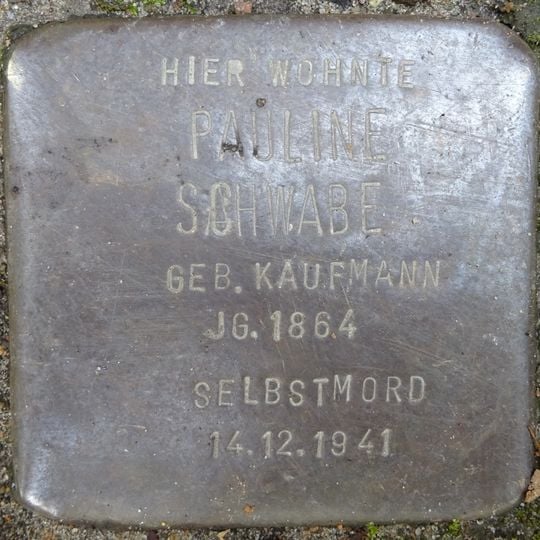 HIER WOHNTE
PAULINE
SCHWABE
GEB. KAUFMANN
JG. 1864
SELBSTMORD
14.12.1941